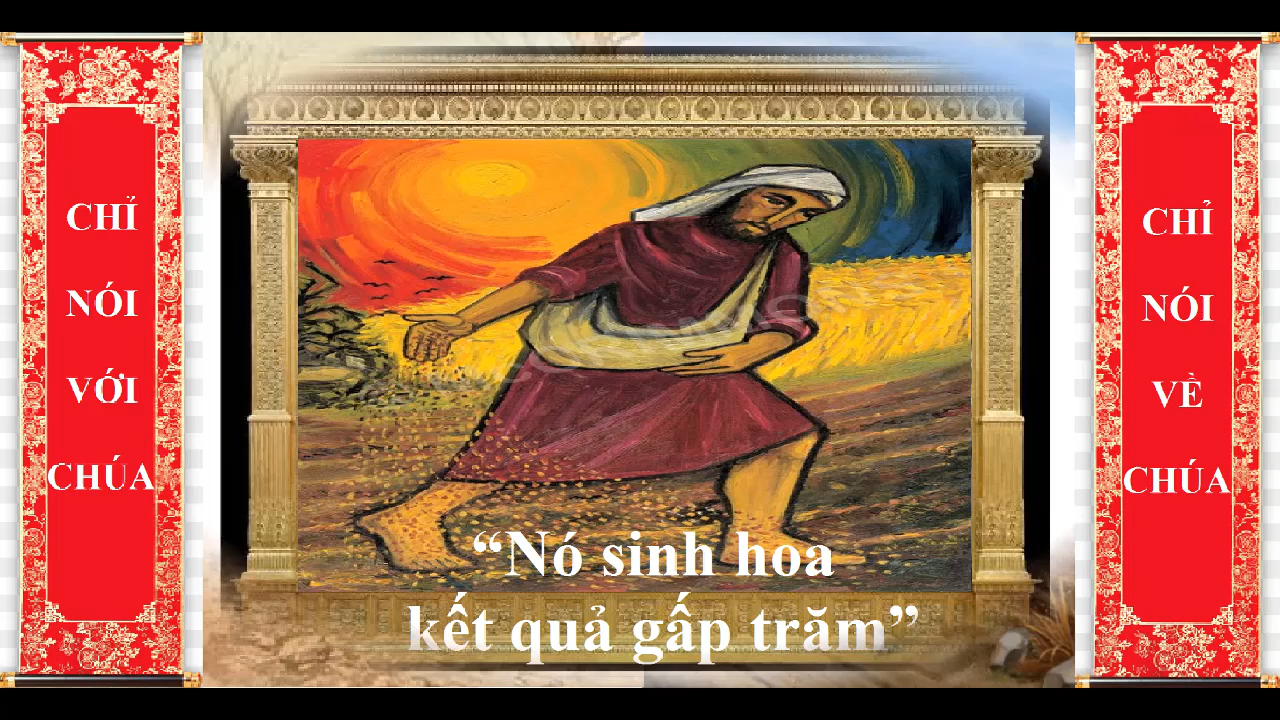 CHỈ
NÓI
VỚI
CHÚA
“Nó sinh hoa
kết quả gấp trăm”
CHỈ
NÓI
VỀ
CHÚA